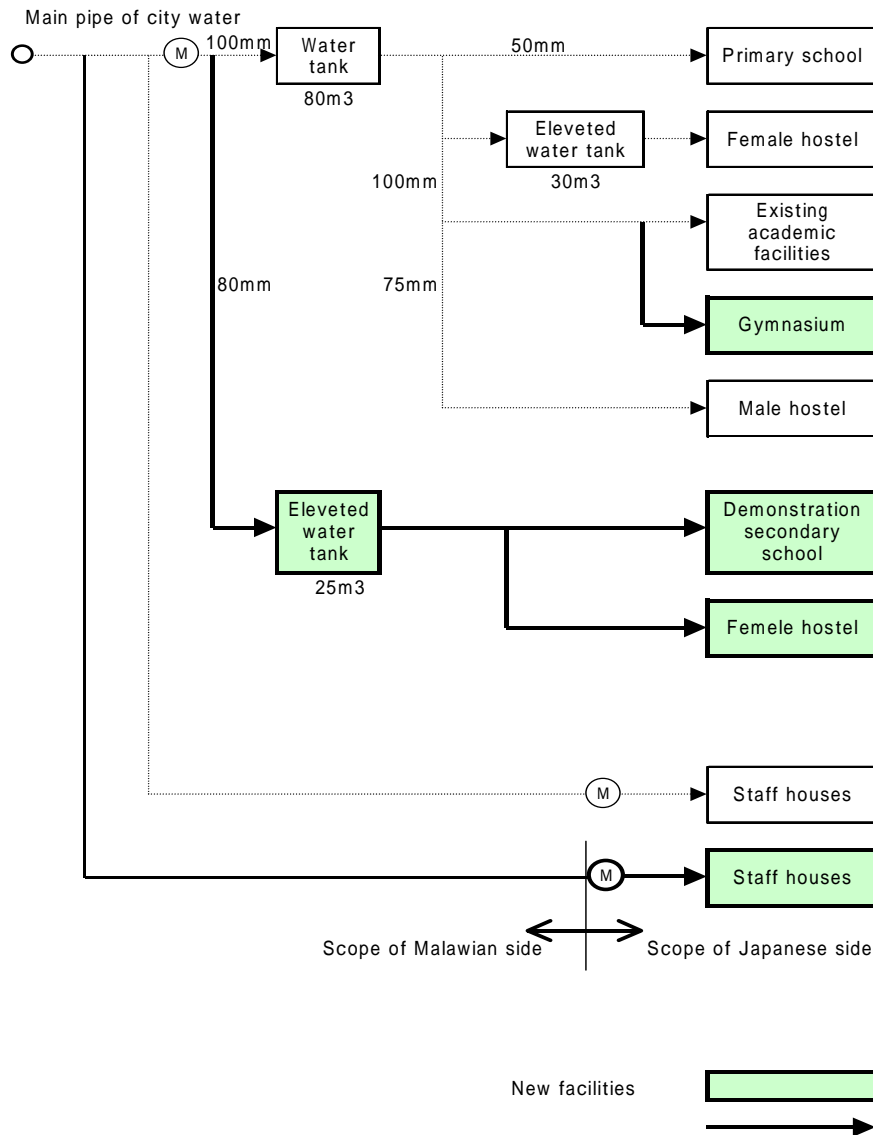 Main pipe of city water
M
100mm
Water
tank
80m3
50mm
Primary school
Eleveted
water tank
30m3
Female hostel
100mm
Existing
academic
facilities
80mm
75mm
Gymnasium
Male hostel
Eleveted
water
tank
25m3
Demonstration
secondary
school
Femele hostel
M
Staff houses
M
Staff houses
Scope of Malawian side
Scope of Japanese side
New facilities